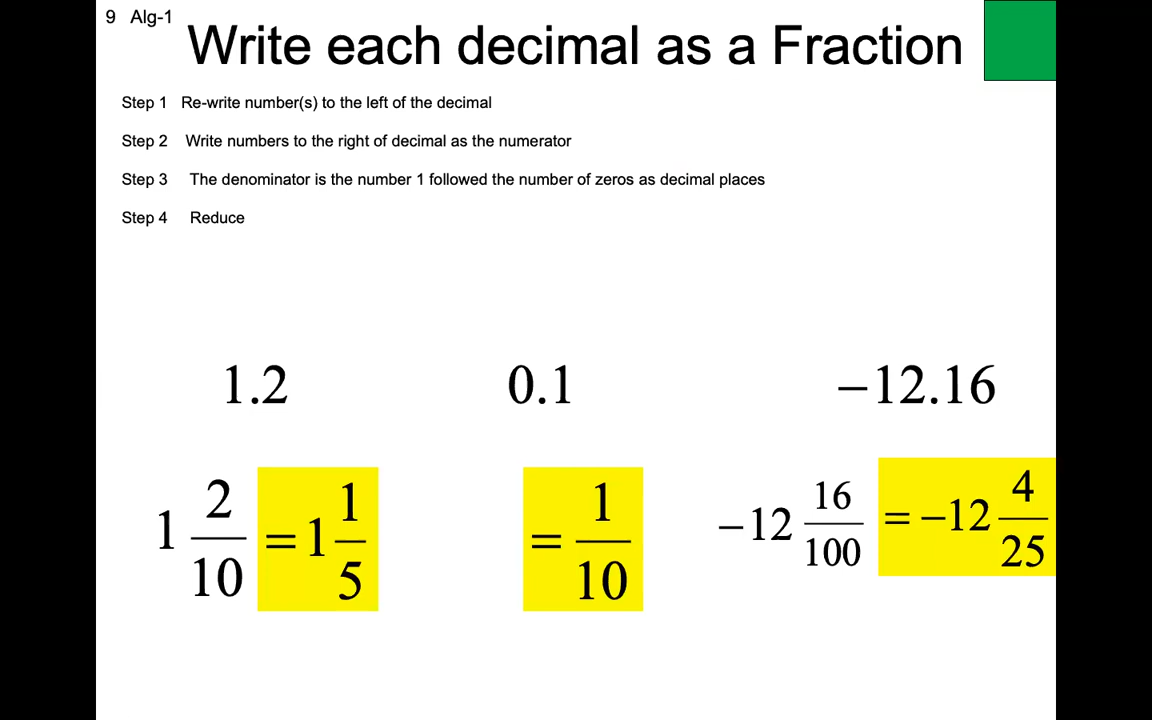 9 Alg-1
Write each decimal as a Fraction
Step 1 Re-write number(s) to the left of the decimal
Step 2 Write numbers to the right of decimal as the numerator
Step 3 The denominator is the number 1 followed the number of zeros as decimal places
Step 4 Reduce
1.2 0.1 −12.16
1 2/10 = 1 1/5 = 1/10 −12 16/100 = −12 4/25